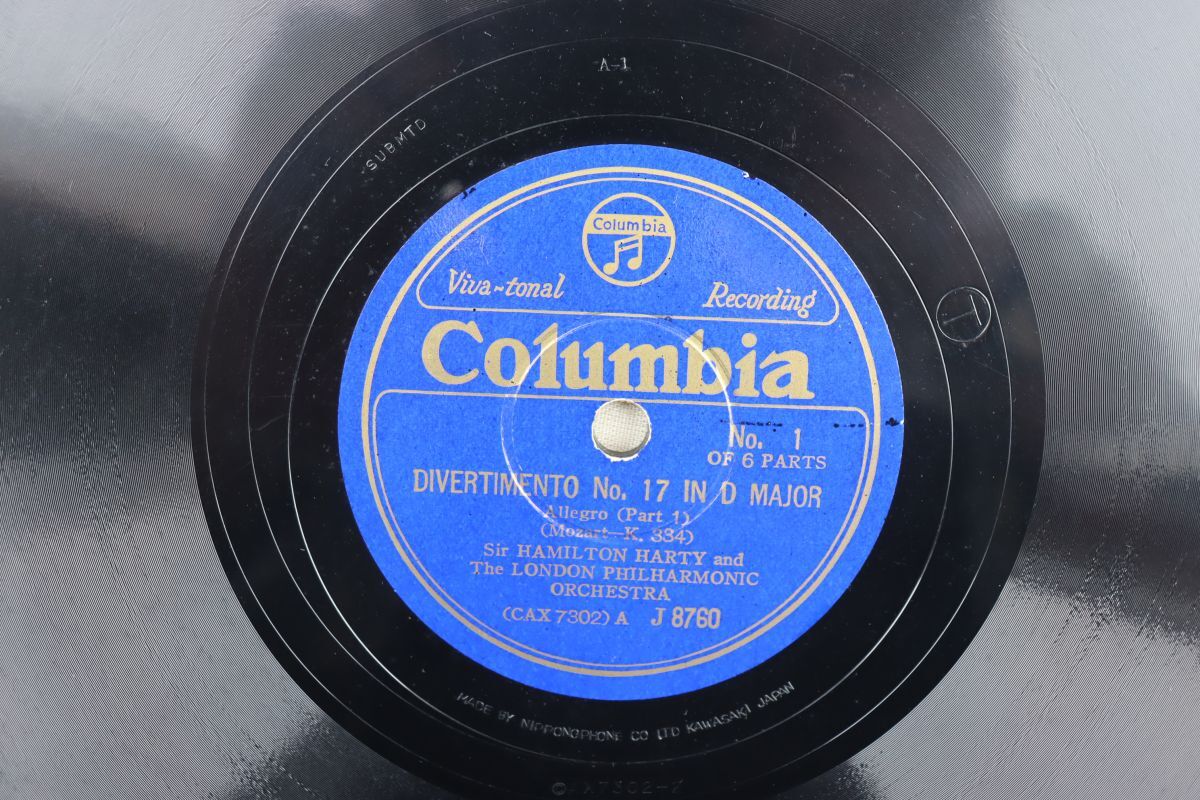 A-1
SUBMTD
Columbia
Viva-tonal Recording
T
Columbia
No. 1
OF 6 PARTS
DIVERTIMENTO No. 17 IN D MAJOR
Allegro (Part 1)
(Mozart—K. 334)
Sir HAMILTON HARTY and
The LONDON PHILHARMONIC
ORCHESTRA
(CAX 7302) A J 8760
MADE BY NIPPONOPHONE CO LTD KAWASAKI JAPAN